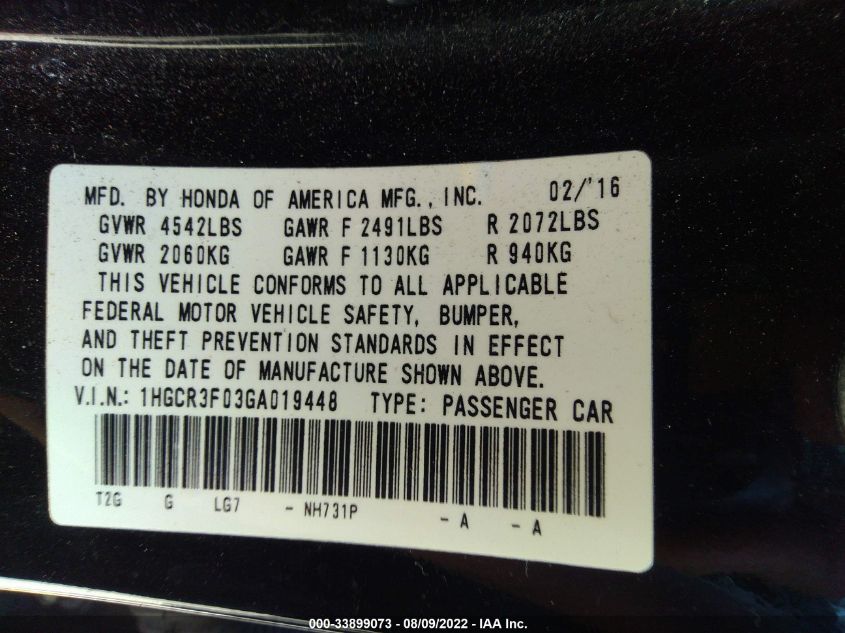 MFD. BY HONDA OF AMERICA MFG., INC. 02/'16
GVWR 4542LBS GAWR F 2491LBS R 2072LBS
GVWR 2060KG GAWR F 1130KG R 940KG
THIS VEHICLE CONFORMS TO ALL APPLICABLE
FEDERAL MOTOR VEHICLE SAFETY, BUMPER,
AND THEFT PREVENTION STANDARDS IN EFFECT
ON THE DATE OF MANUFACTURE SHOWN ABOVE.
V.I.N.: 1HGCR3F03GA019448 TYPE: PASSENGER CAR
T2G G LG7 - NH731P - A - A
000-33899073 / 08/09/2022 - IAA Inc.